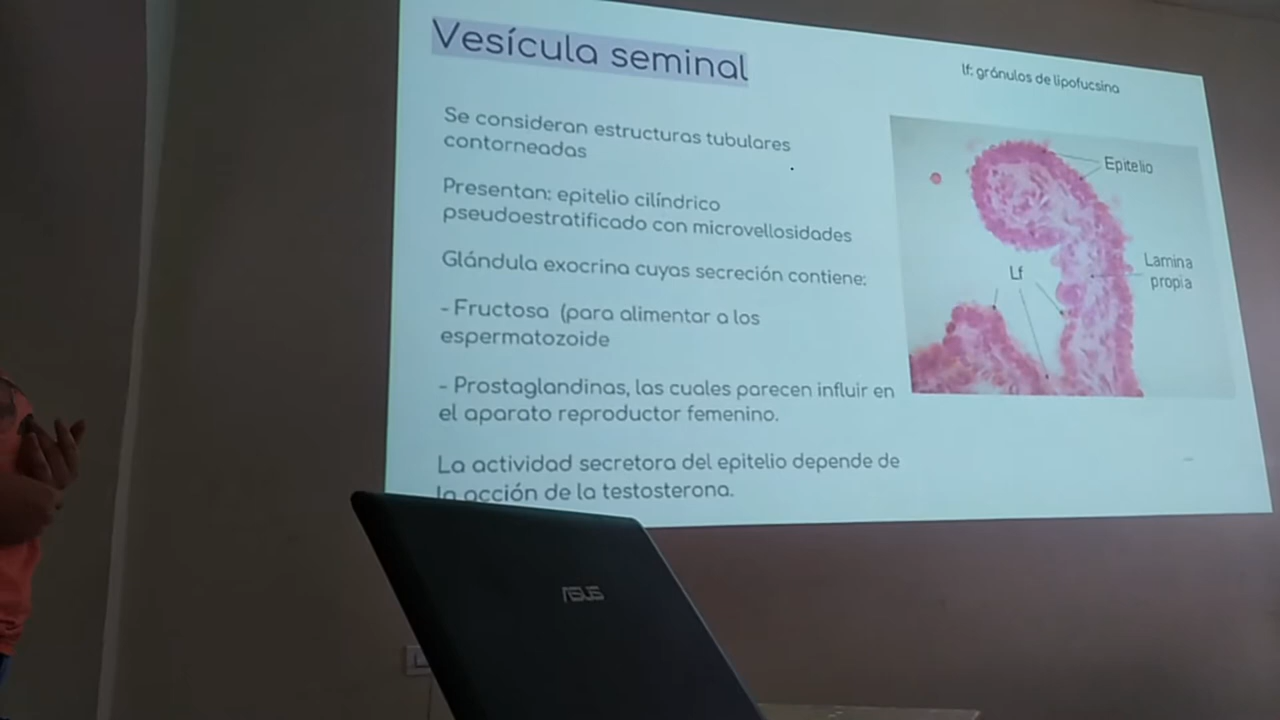 Vesícula seminal
lf: gránulos de lipofucsina
Se consideran estructuras tubulares
contorneadas
Presentan: epitelio cilíndrico
pseudoestratificado con microvellosidades
Glándula exocrina cuyas secreción contiene:
- Fructosa (para alimentar a los
espermatozoide
- Prostaglandinas, las cuales parecen influir en
el aparato reproductor femenino.
La actividad secretora del epitelio depende de
la acción de la testosterona.
Epitelio
Lamina
propia
Lf
ASUS